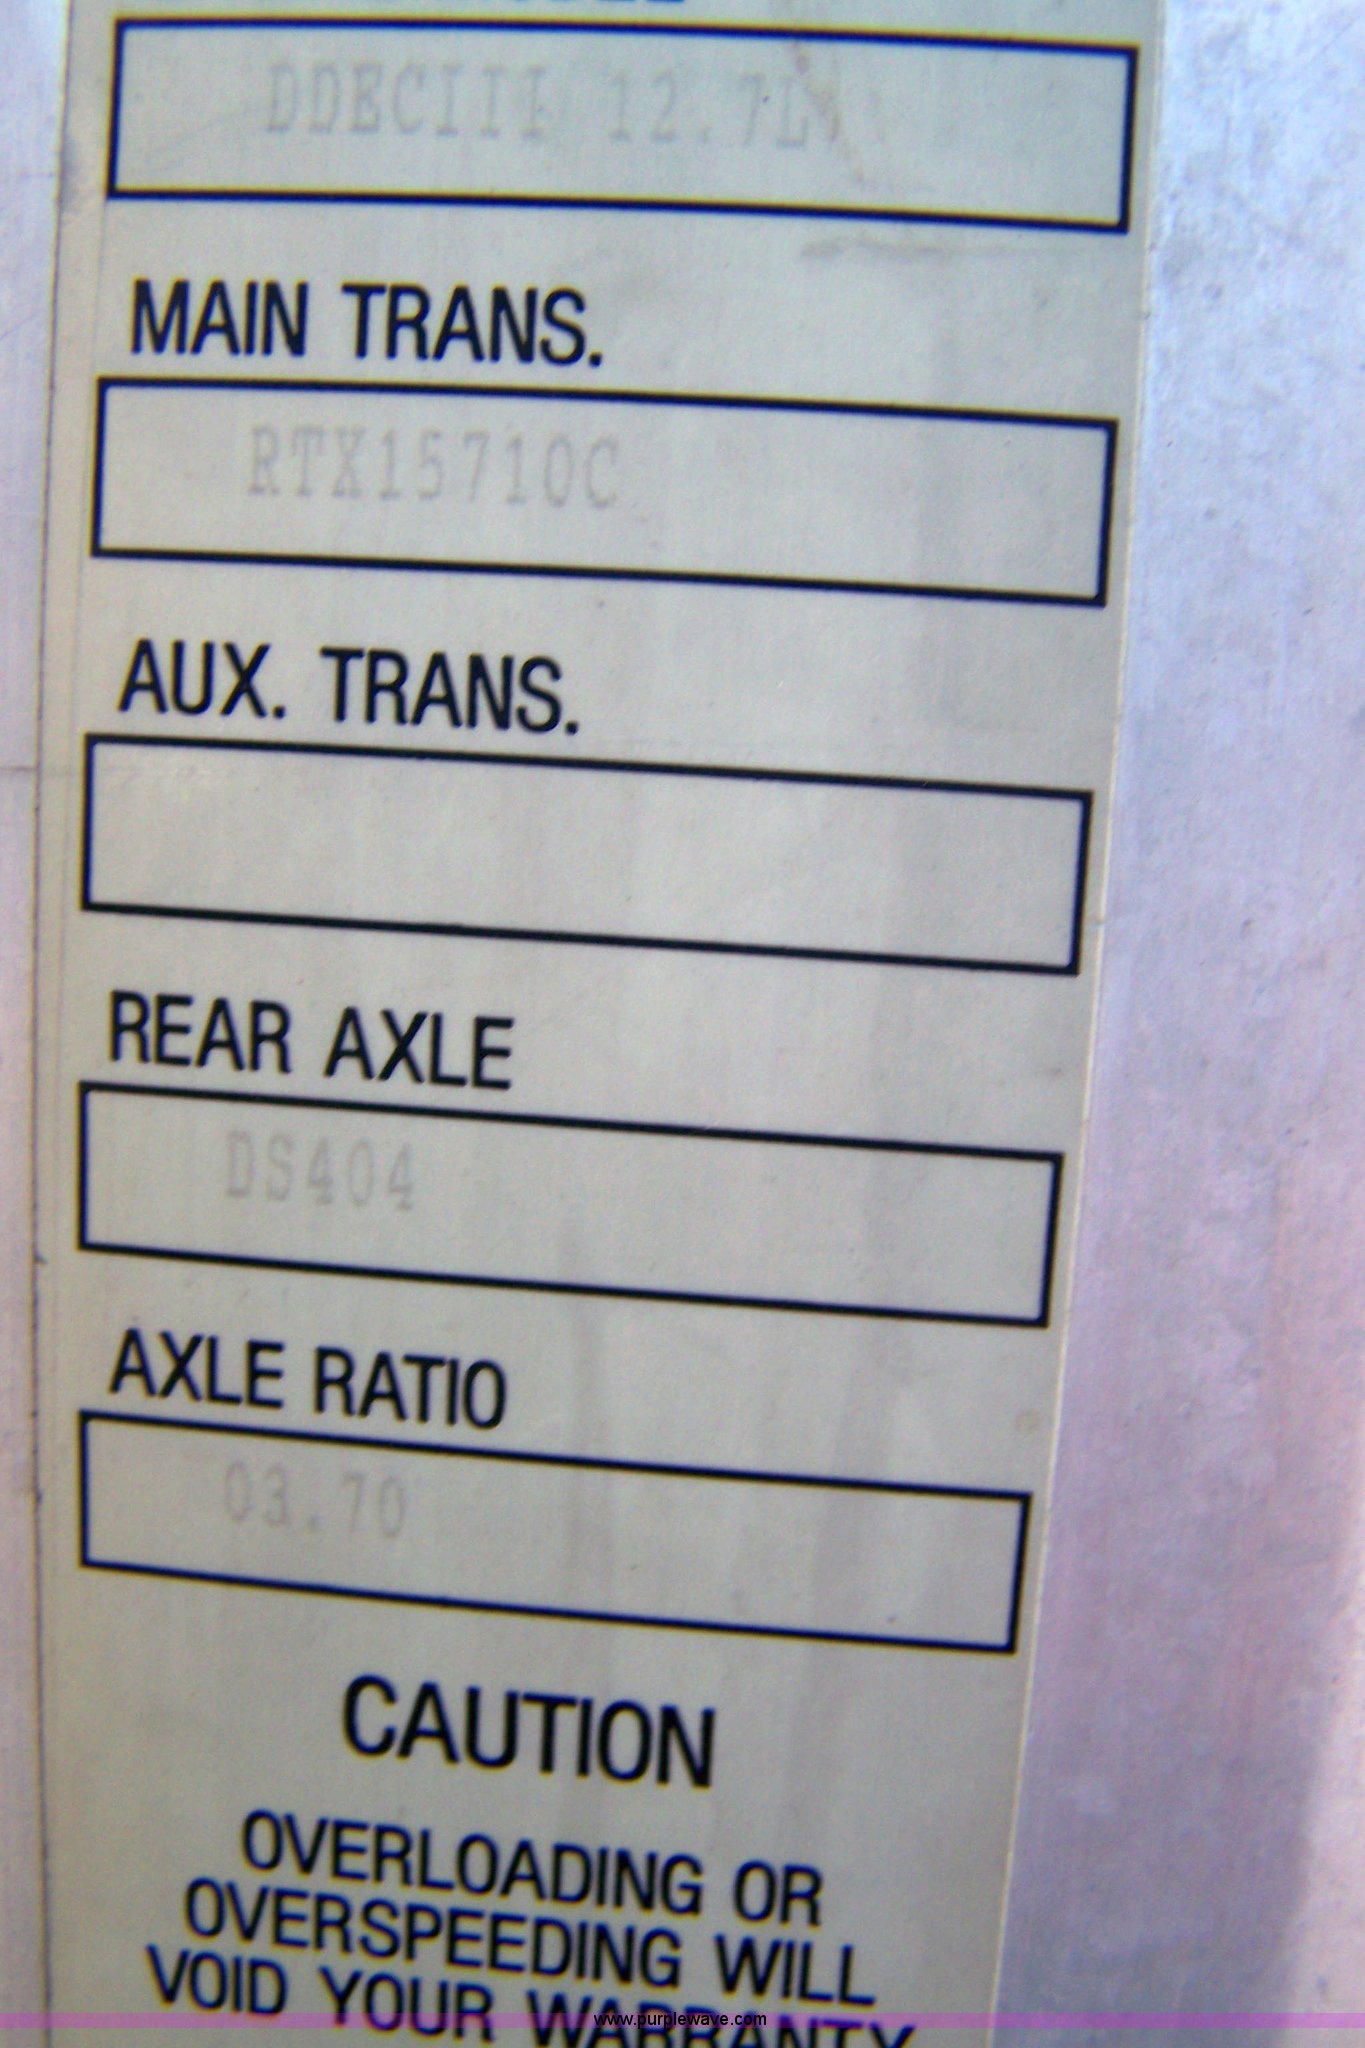 DDECIII 12.7L
MAIN TRANS.
RTX15710C
AUX. TRANS.
REAR AXLE
DS404
AXLE RATIO
03.70
CAUTION
OVERLOADING OR
OVERSPEEDING WILL
VOID YOUR WARRANTY
www.purplewave.com